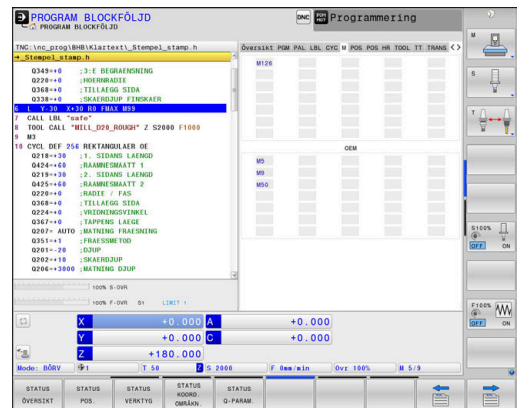 PROGRAM BLOCKFÖLJD
DNC
Programmering
TNC:\nc_prog\BHB\Klartext\_Stempel_stamp.h
→_Stempel_stamp.h
Översikt PGM PAL LBL CYC M POS POS HR TOOL TT TRANS
Q349=+0 ;3:E BEGRAENSNING
Q220=+0 ;HOERNRADIE
Q368=+0 ;TILLAEGG SIDA
Q338=+0 ;SKAERDJUP FINSKAER
6 L Y-30 X+30 R0 FMAX M99
7 CALL LBL "safe"
8 TOOL CALL "MILL_D20_ROUGH" Z S2000 F1000
9 M3
10 CYCL DEF 256 REKTANGULAER OE
Q218=+30 ;1. SIDANS LAENGD
Q424=+60 ;RAAMNESMAATT 1
Q219=+30 ;2. SIDANS LAENGD
Q425=+60 ;RAAMNESMAATT 2
Q220=+0 ;RADIE / FAS
Q368=+0 ;TILLAEGG SIDA
Q224=+0 ;VRIDNINGSVINKEL
Q367=+0 ;TAPPENS LAEGE
Q207= AUTO ;MATNING FRAESNING
Q351=+1 ;FRAESSMETOD
Q201=-20 ;DJUP
Q202=+10 ;SKAERDJUP
Q206=+3000 ;MATNING DJUP
M126
OEM
M5
M9
M50
100% S-OVR
100% F-OVR S1 LIMIT 1
X +0.000 A +0.000
Y +0.000 C +0.000
Z +180.000
Mode: BÖRV 1 T 50 Z S 2000 F 0mm/min Ovr 100% M 5/9
STATUS ÖVERSIKT
STATUS POS.
STATUS VERKTYG
STATUS KOORD. OMRÄKN.
STATUS Q-PARAM.
M
S
T
S100%
OFF ON
F100%
OFF ON